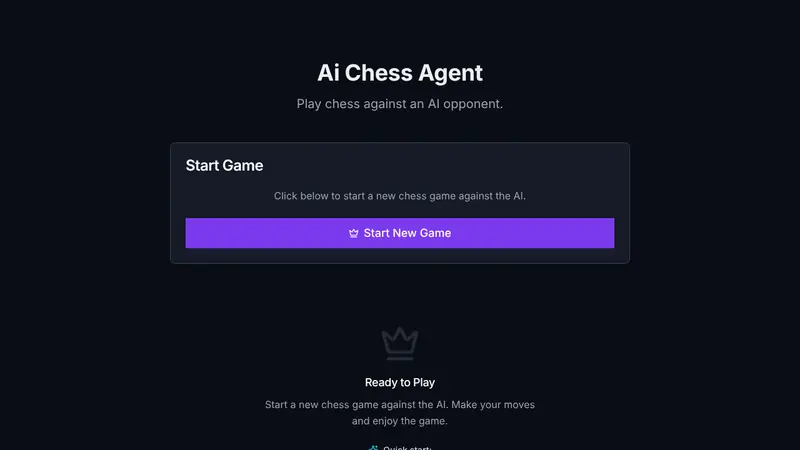 Ai Chess Agent
Play chess against an AI opponent.
Start Game
Click below to start a new chess game against the AI.
Start New Game
Ready to Play
Start a new chess game against the AI. Make your moves
and enjoy the game.
Quick start: